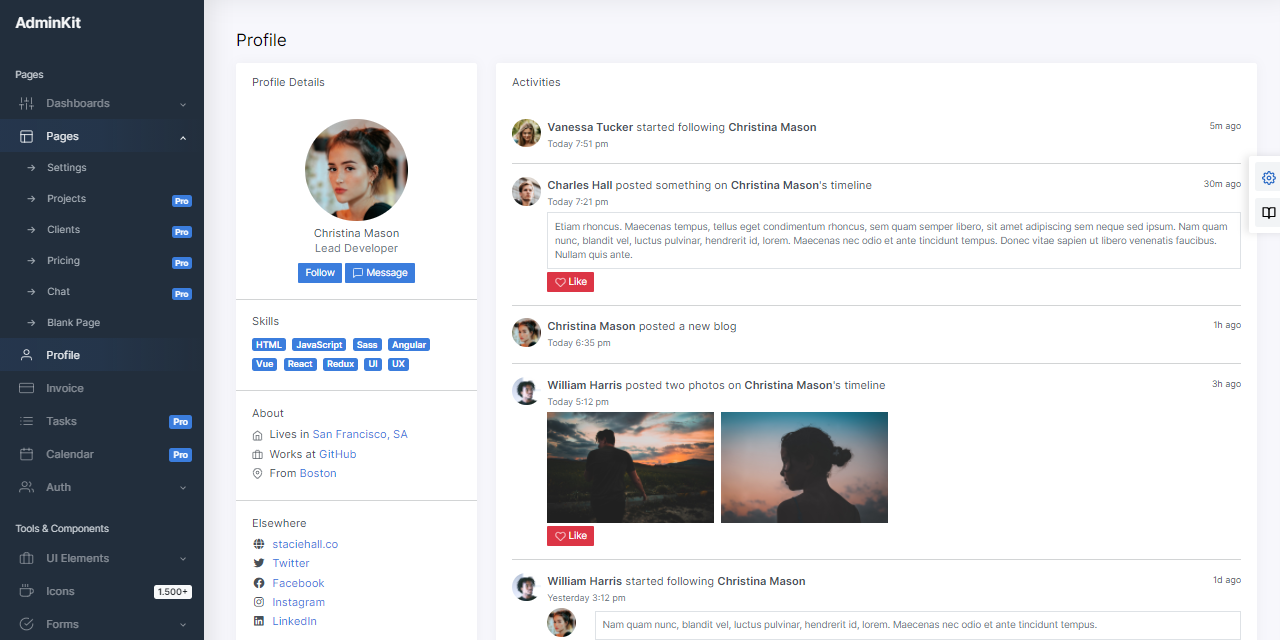 AdminKit
Pages
Dashboards
Pages
Settings
Projects Pro
Clients Pro
Pricing Pro
Chat Pro
Blank Page
Profile
Invoice
Tasks Pro
Calendar Pro
Auth
Tools & Components
UI Elements
Icons 1.500+
Forms
Profile
Profile Details
Christina Mason
Lead Developer
Follow Message
Skills
HTML JavaScript Sass Angular
Vue React Redux UI UX
About
Lives in San Francisco, SA
Works at GitHub
From Boston
Elsewhere
staciehall.co
Twitter
Facebook
Instagram
LinkedIn
Activities
Vanessa Tucker started following Christina Mason 5m ago
Today 7:51 pm
Charles Hall posted something on Christina Mason's timeline 30m ago
Today 7:21 pm
Etiam rhoncus. Maecenas tempus, tellus eget condimentum rhoncus, sem quam semper libero, sit amet adipiscing sem neque sed ipsum. Nam quam
nunc, blandit vel, luctus pulvinar, hendrerit id, lorem. Maecenas nec odio et ante tincidunt tempus. Donec vitae sapien ut libero venenatis faucibus.
Nullam quis ante.
Like
Christina Mason posted a new blog 1h ago
Today 6:35 pm
William Harris posted two photos on Christina Mason's timeline 3h ago
Today 5:12 pm
Like
William Harris started following Christina Mason 1d ago
Yesterday 3:12 pm
Nam quam nunc, blandit vel, luctus pulvinar, hendrerit id, lorem. Maecenas nec odio et ante tincidunt tempus.